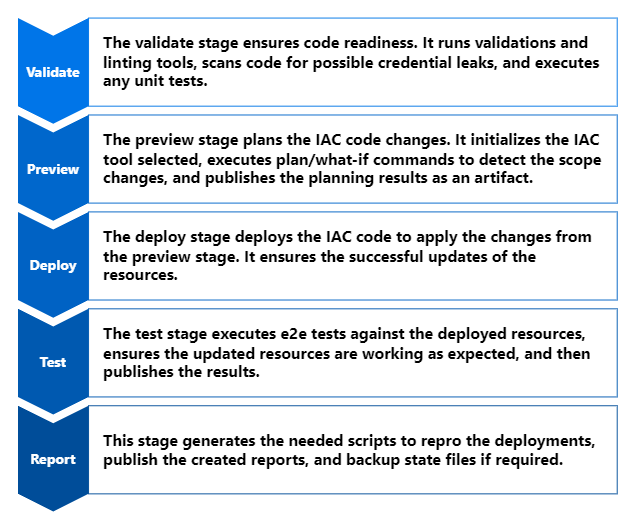 Validate
The validate stage ensures code readiness. It runs validations and
linting tools, scans code for possible credential leaks, and executes
any unit tests.
Preview
The preview stage plans the IAC code changes. It initializes the IAC
tool selected, executes plan/what-if commands to detect the scope
changes, and publishes the planning results as an artifact.
Deploy
The deploy stage deploys the IAC code to apply the changes from
the preview stage. It ensures the successful updates of the
resources.
Test
The test stage executes e2e tests against the deployed resources,
ensures the updated resources are working as expected, and then
publishes the results.
Report
This stage generates the needed scripts to repro the deployments,
publish the created reports, and backup state files if required.